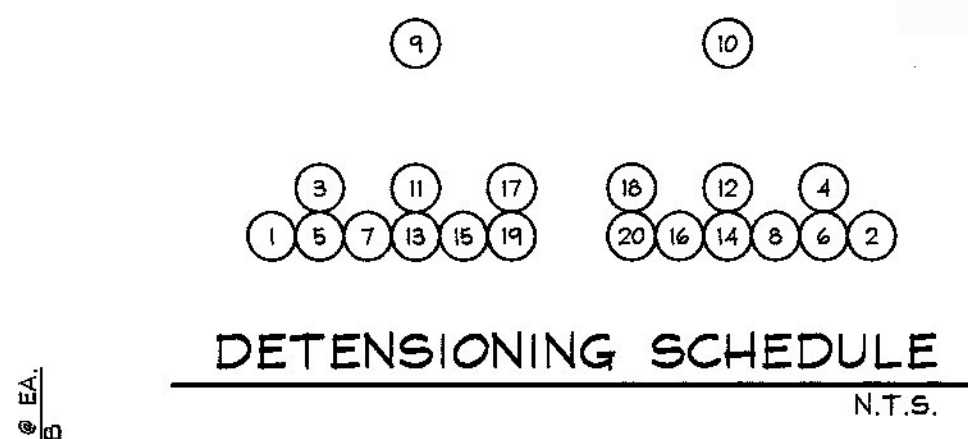 9 10
3 11 17 18 12 4
1 5 7 13 15 19 20 16 14 8 6 2
DETENSIONING SCHEDULE
N.T.S.
@ EA.
B